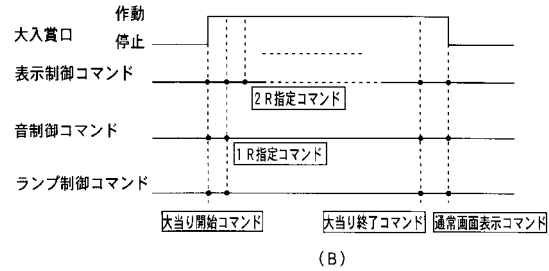 作動
大入賞口
停止
表示制御コマンド
2R指定コマンド
音制御コマンド
1R指定コマンド
ランプ制御コマンド
大当り開始コマンド 大当り終了コマンド 通常画面表示コマンド
(B)